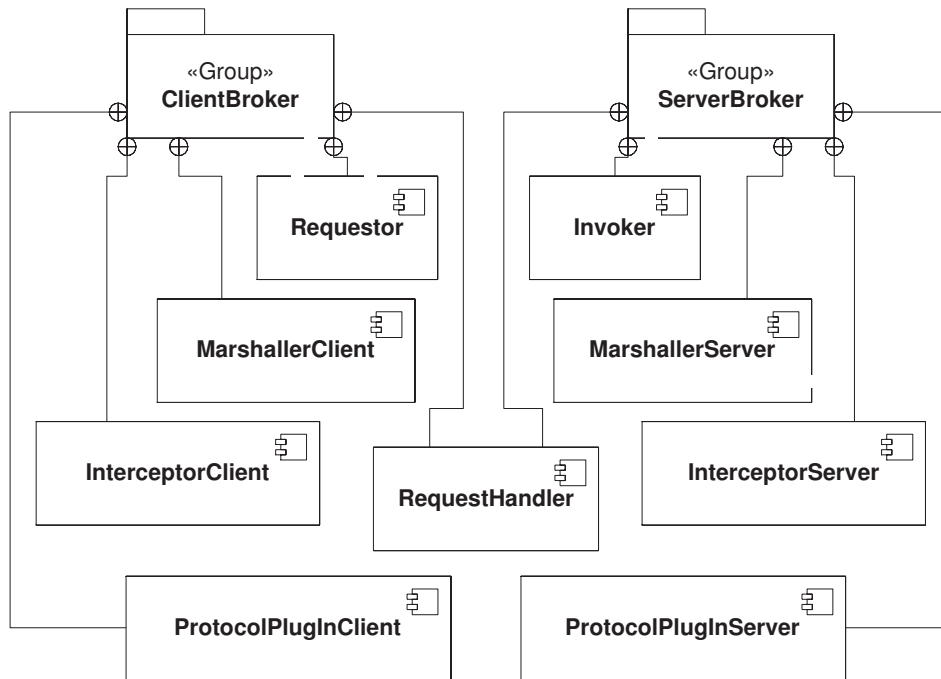 «Group»
ClientBroker
«Group»
ServerBroker
Requestor
Invoker
MarshallerClient
MarshallerServer
InterceptorClient
RequestHandler
InterceptorServer
ProtocolPlugInClient
ProtocolPlugInServer